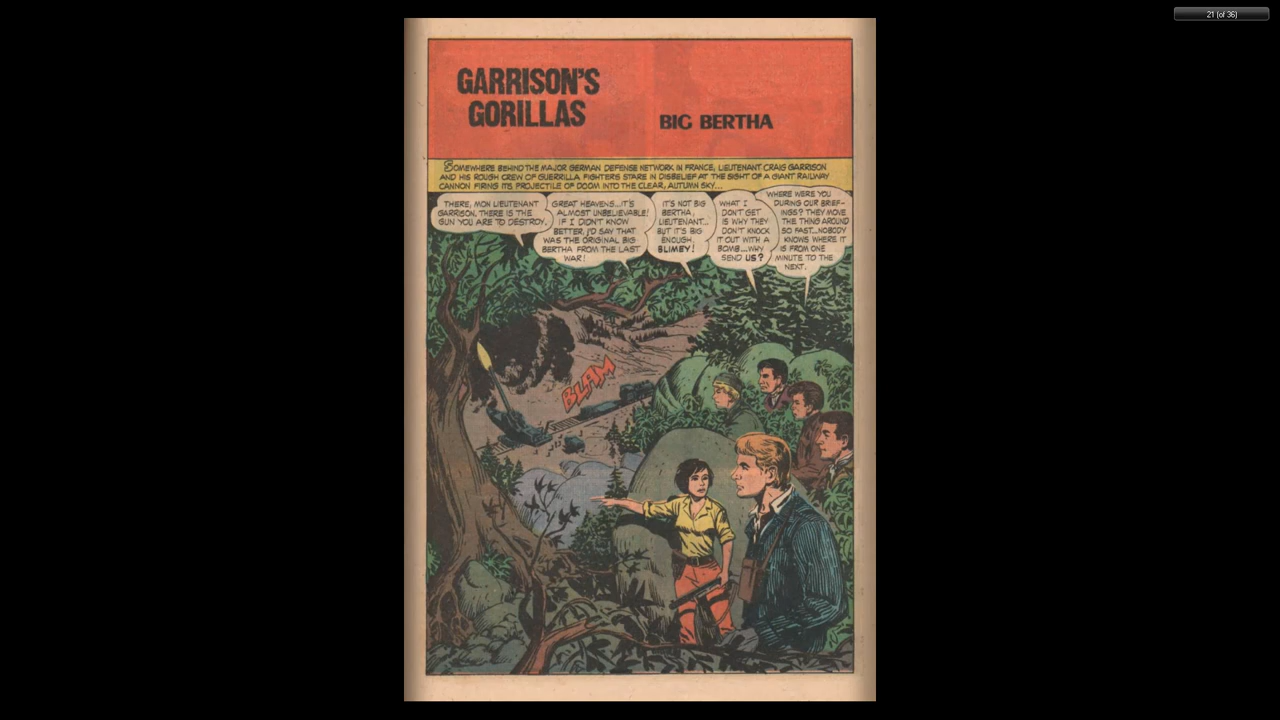 21 (of 36)
GARRISON'S
GORILLAS
BIG BERTHA
SOMEWHERE BEHIND THE MAJOR GERMAN DEFENSE NETWORK IN FRANCE, LIEUTENANT CRAIG GARRISON
AND HIS ROUGH CREW OF GUERRILLA FIGHTERS STARE IN DISBELIEF AT THE SIGHT OF A GIANT RAILWAY
CANNON FIRING ITS PROJECTILE OF DOOM INTO THE CLEAR, AUTUMN SKY...
THERE, MON LIEUTENANT
GARRISON, THERE IS THE
GUN YOU ARE TO DESTROY.
GREAT HEAVENS...IT'S
ALMOST UNBELIEVABLE!
IF I DIDN'T KNOW
BETTER, I'D SAY THAT
WAS THE ORIGINAL BIG
BERTHA FROM THE LAST
WAR!
IT'S NOT BIG
BERTHA,
LIEUTENANT...
BUT IT'S BIG
ENOUGH.
BLIMEY!
WHAT I
DON'T GET
IS WHY THEY
DON'T KNOCK
IT OUT WITH A
BOMB...WHY
SEND US?
WHERE WERE YOU
DURING OUR BRIEF-
INGS? THEY MOVE
THE THING AROUND
SO FAST...NOBODY
KNOWS WHERE IT
IS FROM ONE
MINUTE TO THE
NEXT.
BLAM